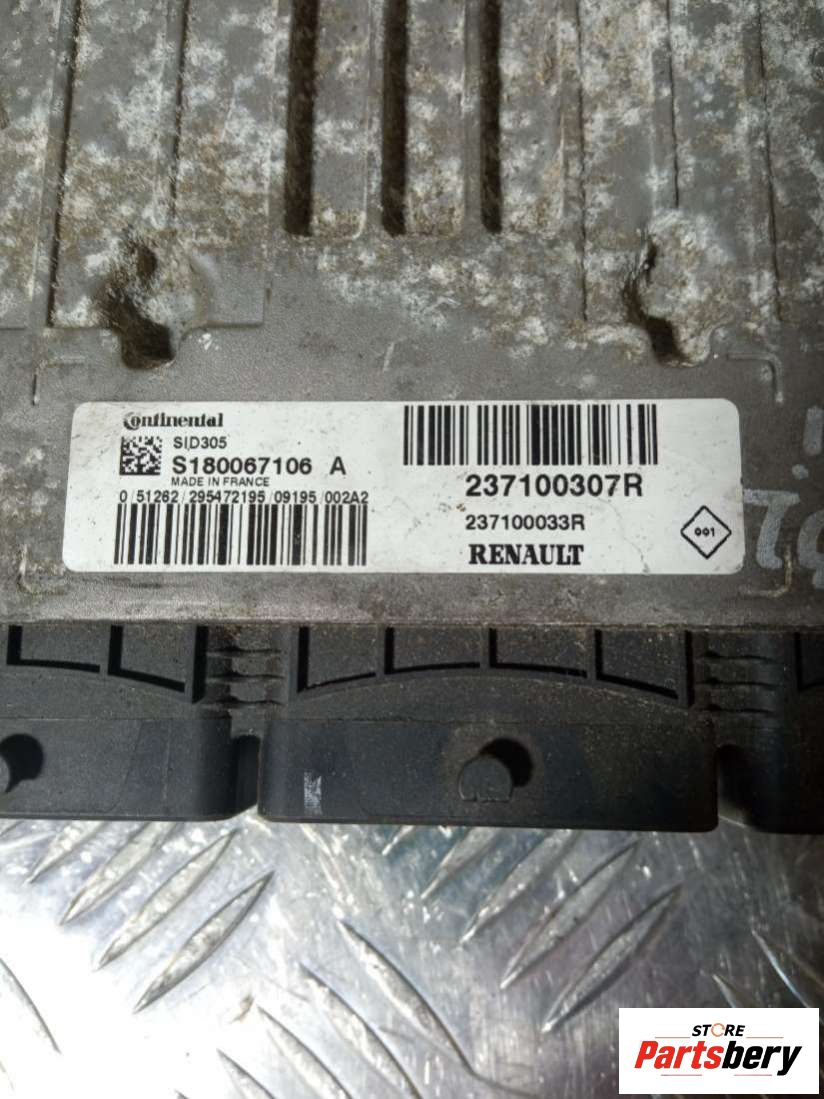 Continental
SID305
S180067106 A
MADE IN FRANCE
0 51262 / 295472195 / 09195 / 002A2
237100307R
237100033R
RENAULT
001
STORE
Partsbery